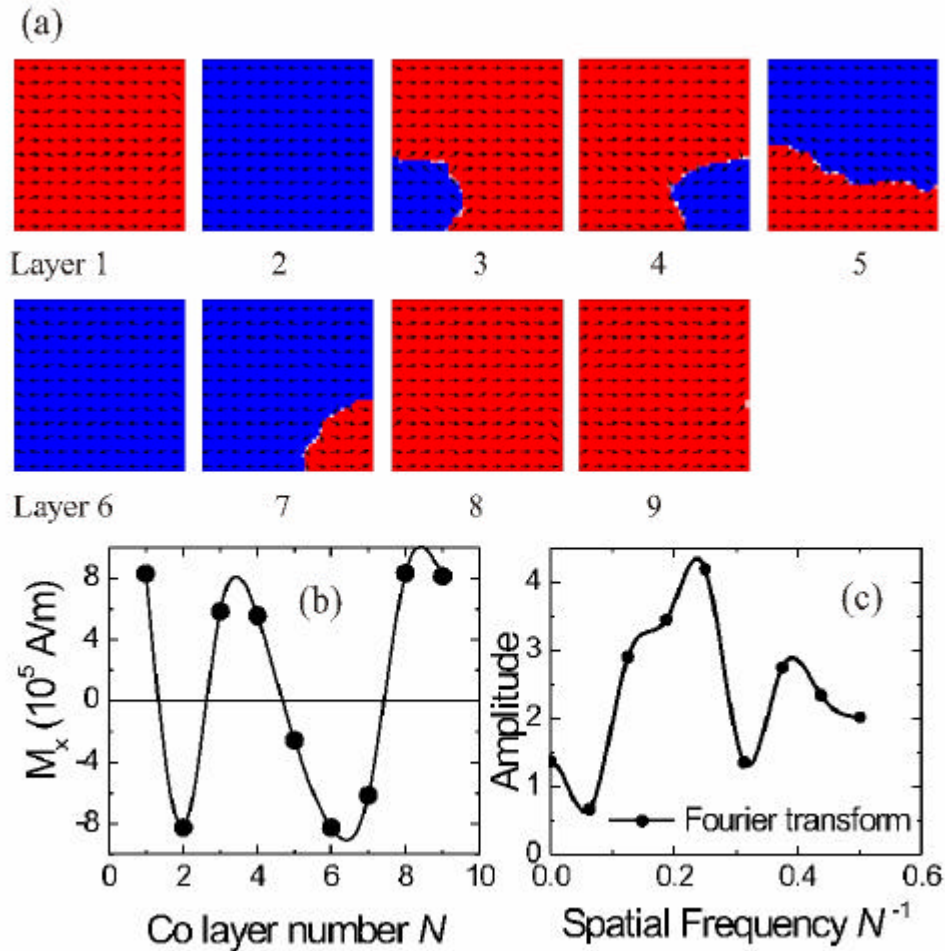 (a)
Layer 1 2 3 4 5
Layer 6 7 8 9
(b)
8
4
0
-4
-8
M_x (10^5 A/m)
0 2 4 6 8 10
Co layer number N
(c)
4
3
2
1
0
Amplitude
Fourier transform
0.0 0.2 0.4 0.6
Spatial Frequency N^-1